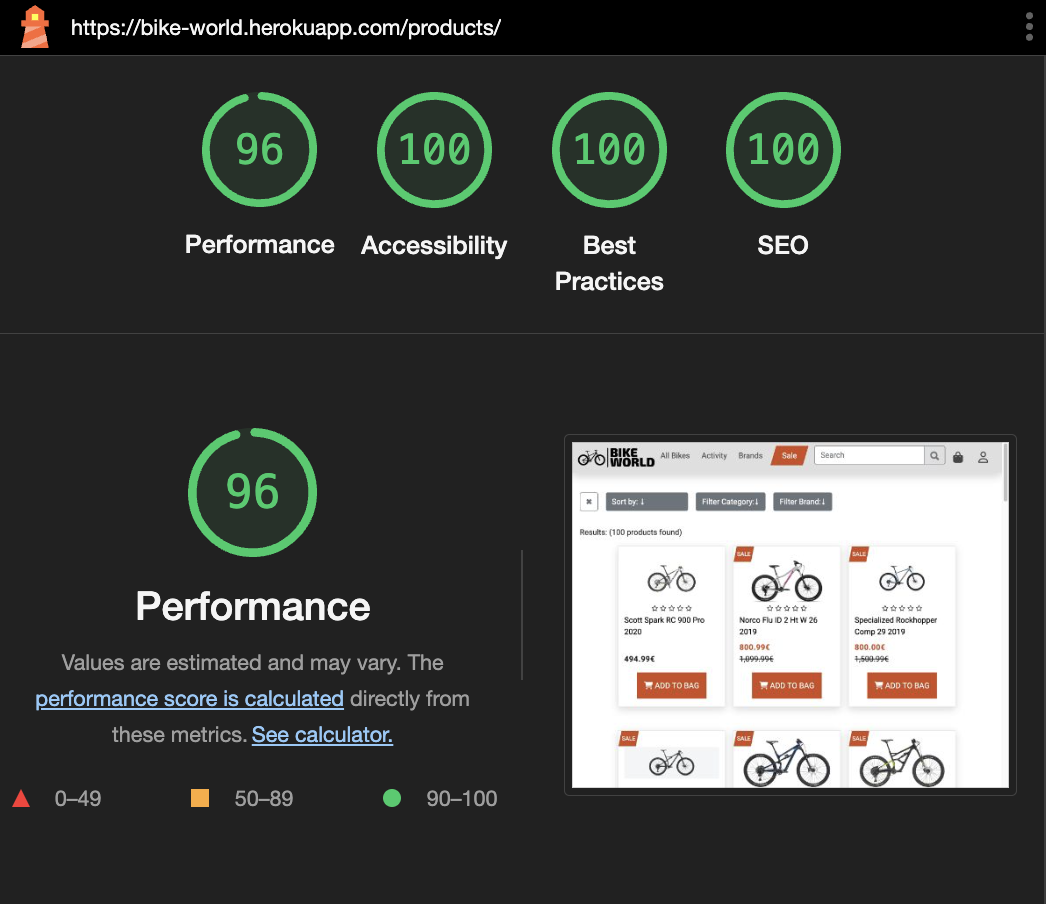 https://bike-world.herokuapp.com/products/
96
100
100
100
Performance
Accessibility
Best
Practices
SEO
96
Performance
Values are estimated and may vary. The
performance score is calculated directly from
these metrics. See calculator.
0–49
50–89
90–100
BIKE
WORLD
All Bikes
Activity
Brands
Sale
Search
Sort by: ↓
Filter Category:↓
Filter Brand:↓
Results: (100 products found)
Scott Spark RC 900 Pro
2020
494.99€
ADD TO BAG
SALE
Norco Flu ID 2 Ht W 26
2019
800.99€
1,099.99€
ADD TO BAG
SALE
Specialized Rockhopper
Comp 29 2019
800.00€
1,500.99€
ADD TO BAG
SALE
SALE
SALE